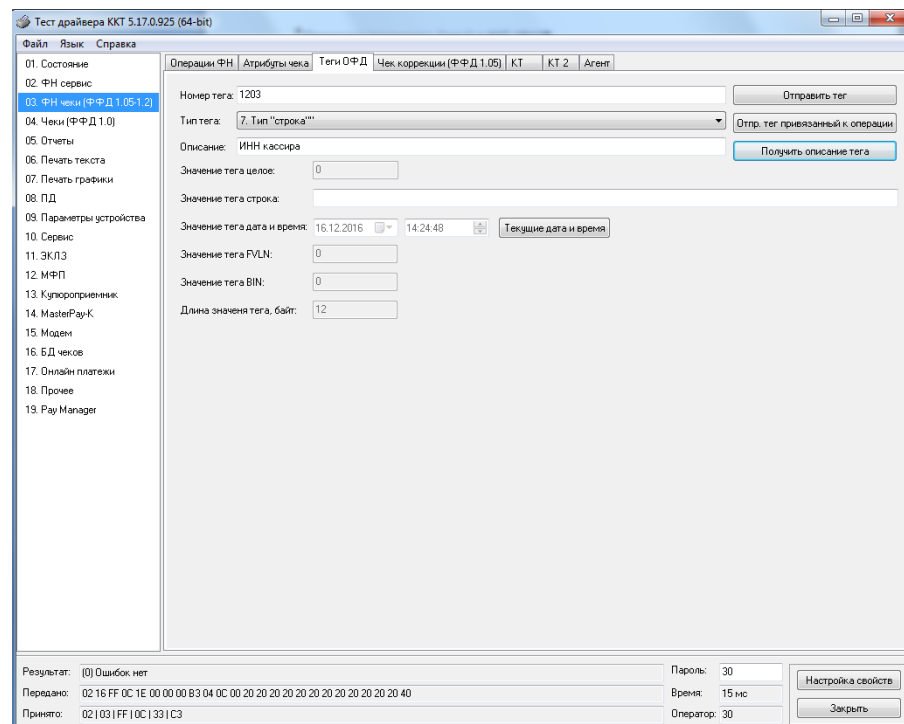 Тест драйвера ККТ 5.17.0.925 (64-bit)
Файл Язык Справка
01. Состояние
02. ФН сервис
03. ФН чеки (ФФД 1.05-1.2)
04. Чеки (ФФД 1.0)
05. Отчеты
06. Печать текста
07. Печать графики
08. ПД
09. Параметры устройства
10. Сервис
11. ЭКЛЗ
12. МФП
13. Купюроприемник
14. MasterPay-K
15. Модем
16. БД чеков
17. Онлайн платежи
18. Прочее
19. Pay Manager
Операции ФН Атрибуты чека Теги ОФД Чек коррекции (ФФД 1.05) КТ КТ 2 Агент
Номер тега: 1203 Отправить тег
Тип тега: 7. Тип "строка"" Отпр. тег привязанный к операции
Описание: ИНН кассира Получить описание тега
Значение тега целое: 0
Значение тега строка:
Значение тега дата и время: 16.12.2016 14:24:48 Текущие дата и время
Значение тега FVLN: 0
Значение тега BIN: 0
Длина значеня тега, байт: 12
Результат: (0) Ошибок нет Пароль: 30 Настройка свойств
Передано: 02 16 FF 0C 1E 00 00 00 B3 04 0C 00 20 20 20 20 20 20 20 20 20 20 20 20 40 Время: 15 мс
Принято: 02 | 03 | FF | 0C | 33 | C3 Оператор: 30 Закрыть